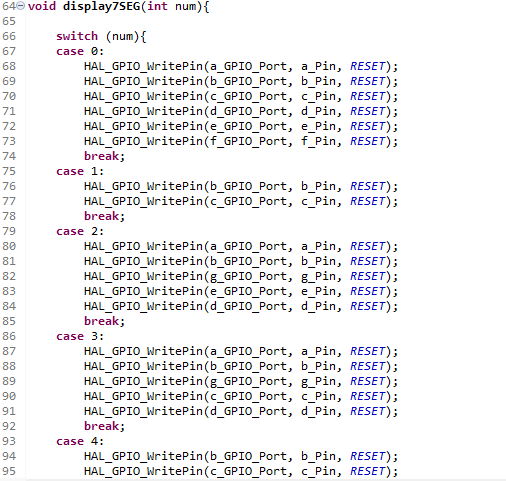 64 void display7SEG(int num){
65
66     switch (num){
67     case 0:
68         HAL_GPIO_WritePin(a_GPIO_Port, a_Pin, RESET);
69         HAL_GPIO_WritePin(b_GPIO_Port, b_Pin, RESET);
70         HAL_GPIO_WritePin(c_GPIO_Port, c_Pin, RESET);
71         HAL_GPIO_WritePin(d_GPIO_Port, d_Pin, RESET);
72         HAL_GPIO_WritePin(e_GPIO_Port, e_Pin, RESET);
73         HAL_GPIO_WritePin(f_GPIO_Port, f_Pin, RESET);
74         break;
75     case 1:
76         HAL_GPIO_WritePin(b_GPIO_Port, b_Pin, RESET);
77         HAL_GPIO_WritePin(c_GPIO_Port, c_Pin, RESET);
78         break;
79     case 2:
80         HAL_GPIO_WritePin(a_GPIO_Port, a_Pin, RESET);
81         HAL_GPIO_WritePin(b_GPIO_Port, b_Pin, RESET);
82         HAL_GPIO_WritePin(g_GPIO_Port, g_Pin, RESET);
83         HAL_GPIO_WritePin(e_GPIO_Port, e_Pin, RESET);
84         HAL_GPIO_WritePin(d_GPIO_Port, d_Pin, RESET);
85         break;
86     case 3:
87         HAL_GPIO_WritePin(a_GPIO_Port, a_Pin, RESET);
88         HAL_GPIO_WritePin(b_GPIO_Port, b_Pin, RESET);
89         HAL_GPIO_WritePin(g_GPIO_Port, g_Pin, RESET);
90         HAL_GPIO_WritePin(c_GPIO_Port, c_Pin, RESET);
91         HAL_GPIO_WritePin(d_GPIO_Port, d_Pin, RESET);
92         break;
93     case 4:
94         HAL_GPIO_WritePin(b_GPIO_Port, b_Pin, RESET);
95         HAL_GPIO_WritePin(c_GPIO_Port, c_Pin, RESET);